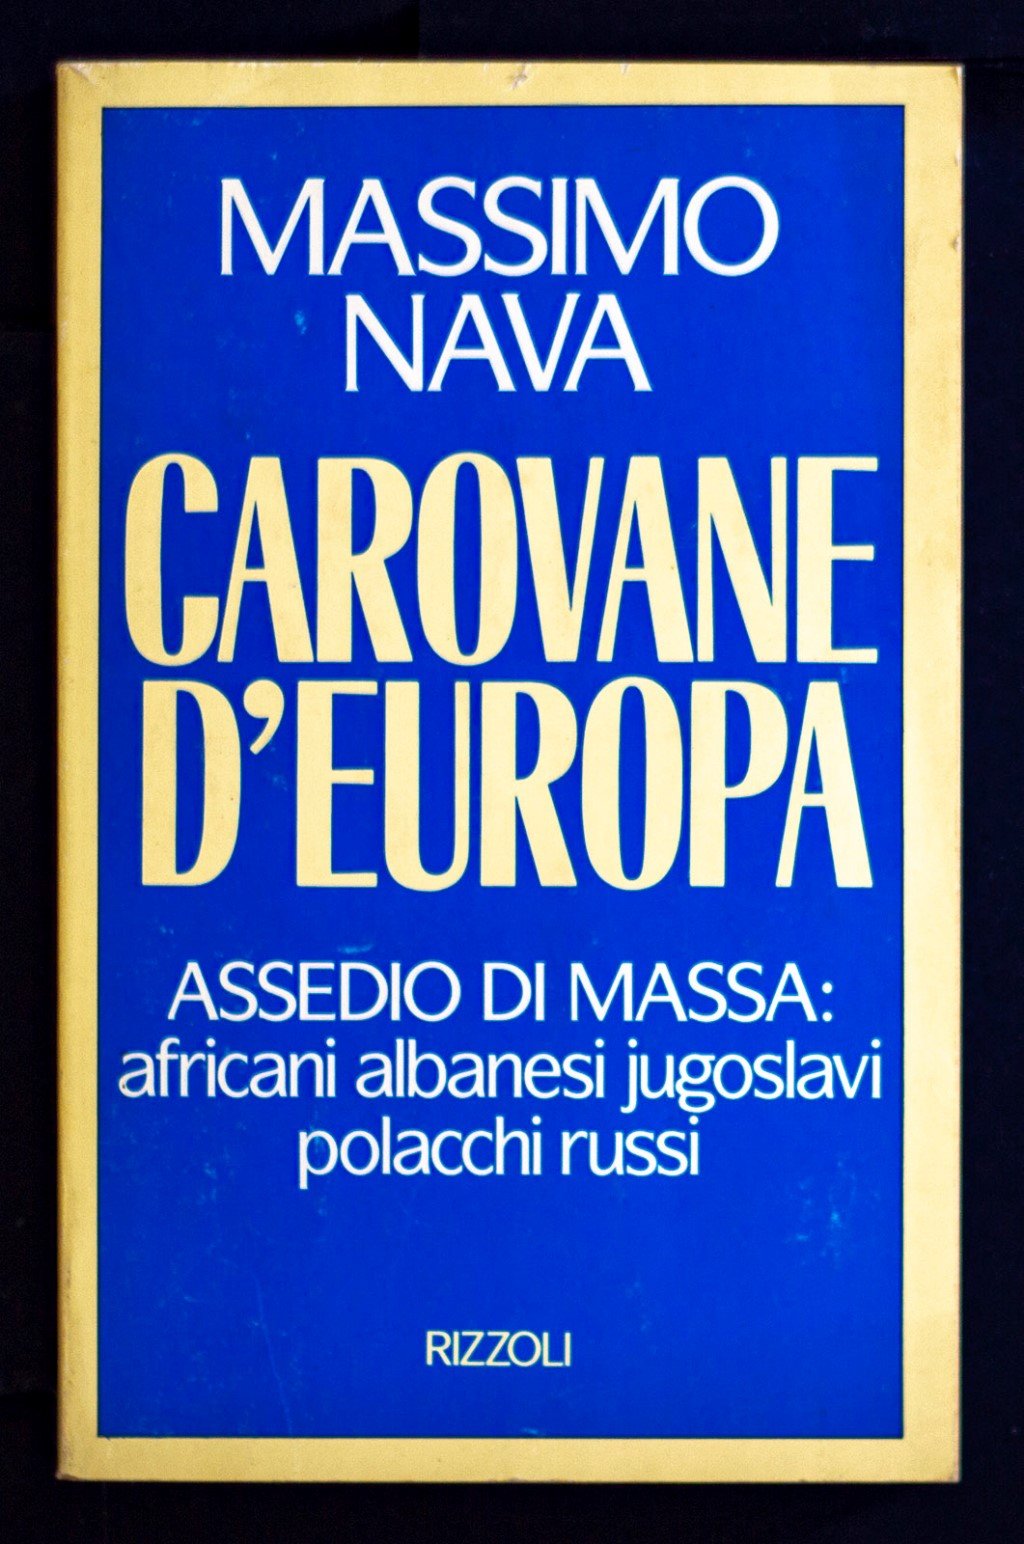 MASSIMO
NAVA
CAROVANE
D'EUROPA
ASSEDIO DI MASSA:
africani albanesi jugoslavi
polacchi russi
RIZZOLI